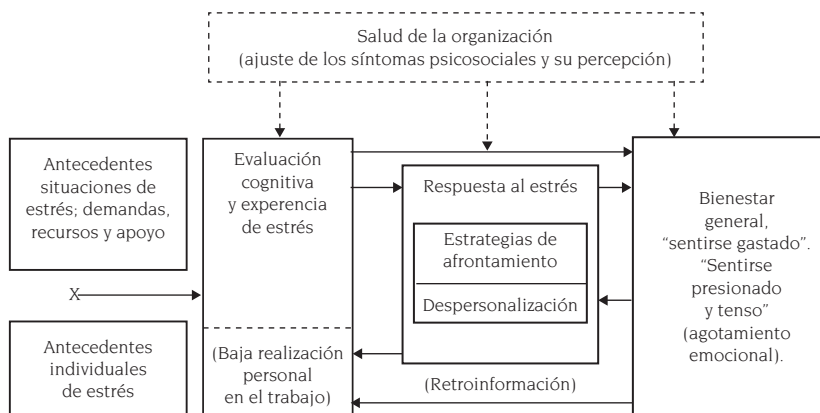 Salud de la organización
(ajuste de los síntomas psicosociales y su percepción)
Antecedentes
situaciones de
estrés; demandas,
recursos y apoyo
X
Antecedentes
individuales
de estrés
Evaluación
cognitiva
y experencia
de estrés
(Baja realización
personal
en el trabajo)
Respuesta al estrés
Estrategias de
afrontamiento
Despersonalización
(Retroinformación)
Bienestar
general,
“sentirse gastado”.
“Sentirse
presionado
y tenso”
(agotamiento
emocional).